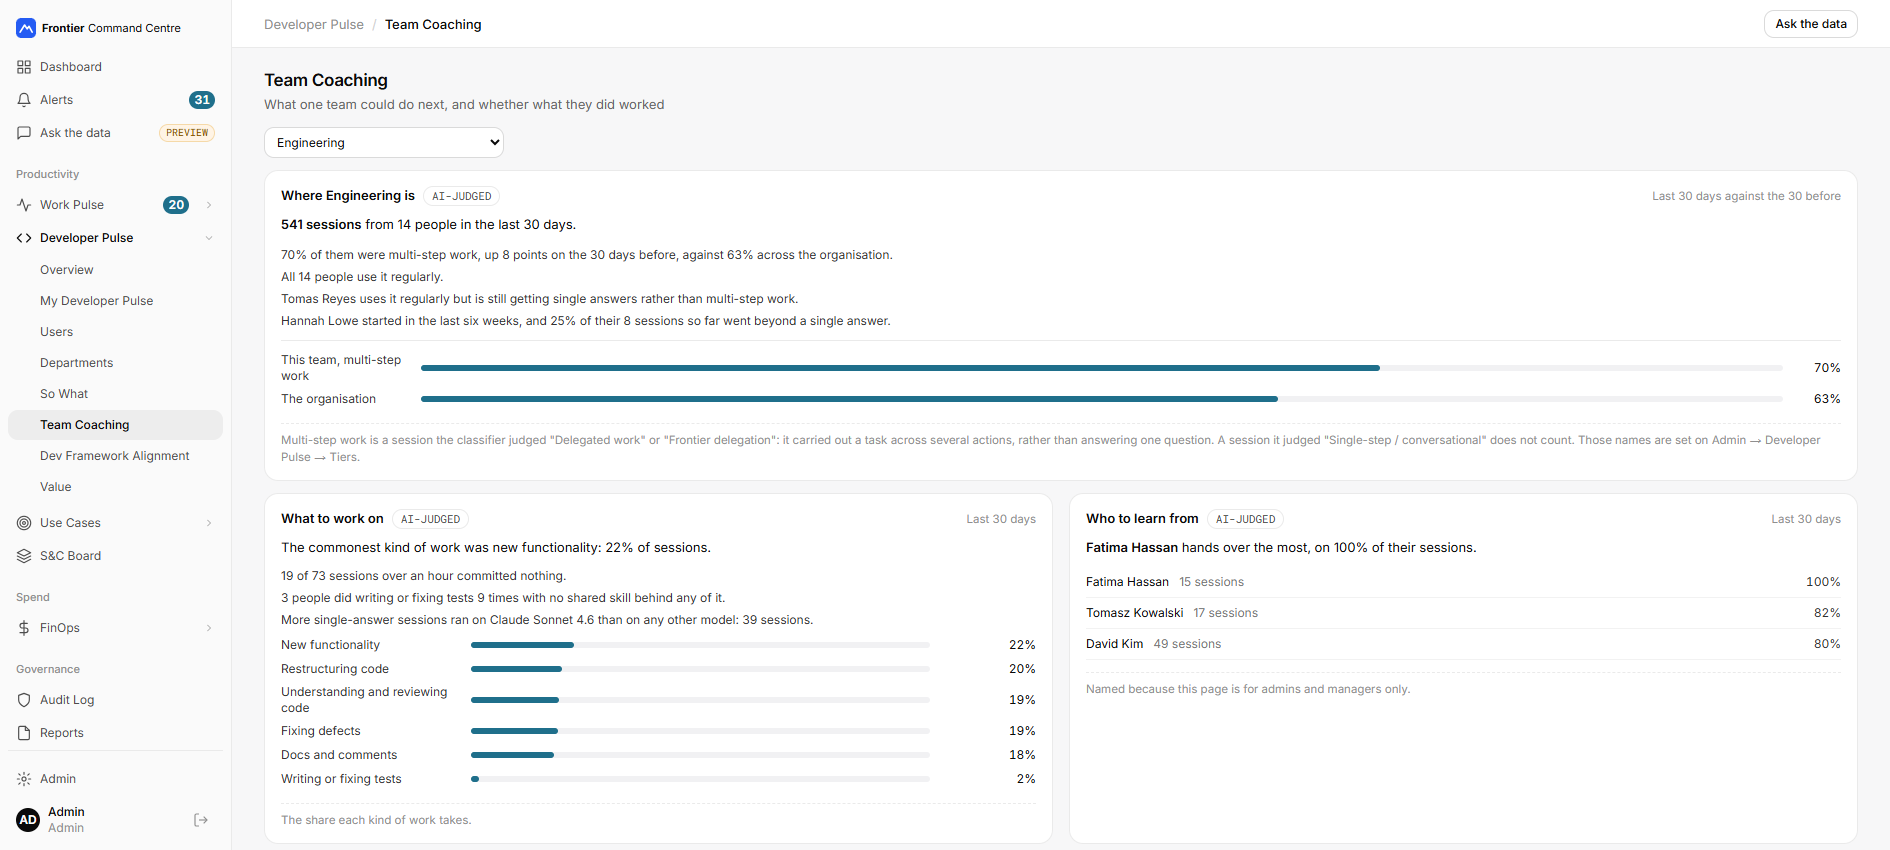 Frontier Command Centre
Dashboard
Alerts 31
Ask the data PREVIEW
Productivity
Work Pulse 20
Developer Pulse
Overview
My Developer Pulse
Users
Departments
So What
Team Coaching
Dev Framework Alignment
Value
Use Cases
S&C Board
Spend
FinOps
Governance
Audit Log
Reports
Admin
AD
Admin
Admin
Developer Pulse / Team Coaching
Ask the data
Team Coaching
What one team could do next, and whether what they did worked
Engineering
Where Engineering is AI-JUDGED
Last 30 days against the 30 before
541 sessions from 14 people in the last 30 days.
70% of them were multi-step work, up 8 points on the 30 days before, against 63% across the organisation.
All 14 people use it regularly.
Tomas Reyes uses it regularly but is still getting single answers rather than multi-step work.
Hannah Lowe started in the last six weeks, and 25% of their 8 sessions so far went beyond a single answer.
This team, multi-step
work
70%
The organisation 63%
Multi-step work is a session the classifier judged "Delegated work" or "Frontier delegation": it carried out a task across several actions, rather than answering one question. A session it judged "Single-step / conversational" does not count. Those names are set on Admin → Developer
Pulse → Tiers.
What to work on AI-JUDGED
Last 30 days
The commonest kind of work was new functionality: 22% of sessions.
19 of 73 sessions over an hour committed nothing.
3 people did writing or fixing tests 9 times with no shared skill behind any of it.
More single-answer sessions ran on Claude Sonnet 4.6 than on any other model: 39 sessions.
New functionality 22%
Restructuring code 20%
Understanding and reviewing
code
19%
Fixing defects 19%
Docs and comments 18%
Writing or fixing tests 2%
The share each kind of work takes.
Who to learn from AI-JUDGED
Last 30 days
Fatima Hassan hands over the most, on 100% of their sessions.
Fatima Hassan 15 sessions 100%
Tomasz Kowalski 17 sessions 82%
David Kim 49 sessions 80%
Named because this page is for admins and managers only.